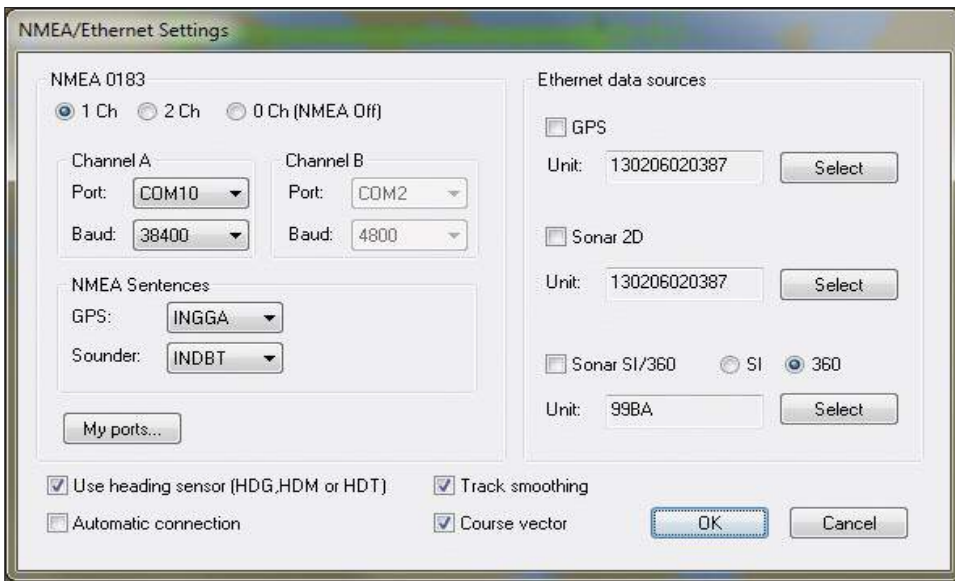 NMEA/Ethernet Settings
NMEA 0183
1 Ch 2 Ch 0 Ch (NMEA Off)
Channel A
Port: COM10
Baud: 38400
Channel B
Port: COM2
Baud: 4800
NMEA Sentences
GPS: INGGA
Sounder: INDBT
My ports...
Ethernet data sources
GPS
Unit: 130206020387 Select
Sonar 2D
Unit: 130206020387 Select
Sonar SI/360 SI 360
Unit: 99BA Select
Use heading sensor (HDG,HDM or HDT) Track smoothing
Automatic connection Course vector OK Cancel